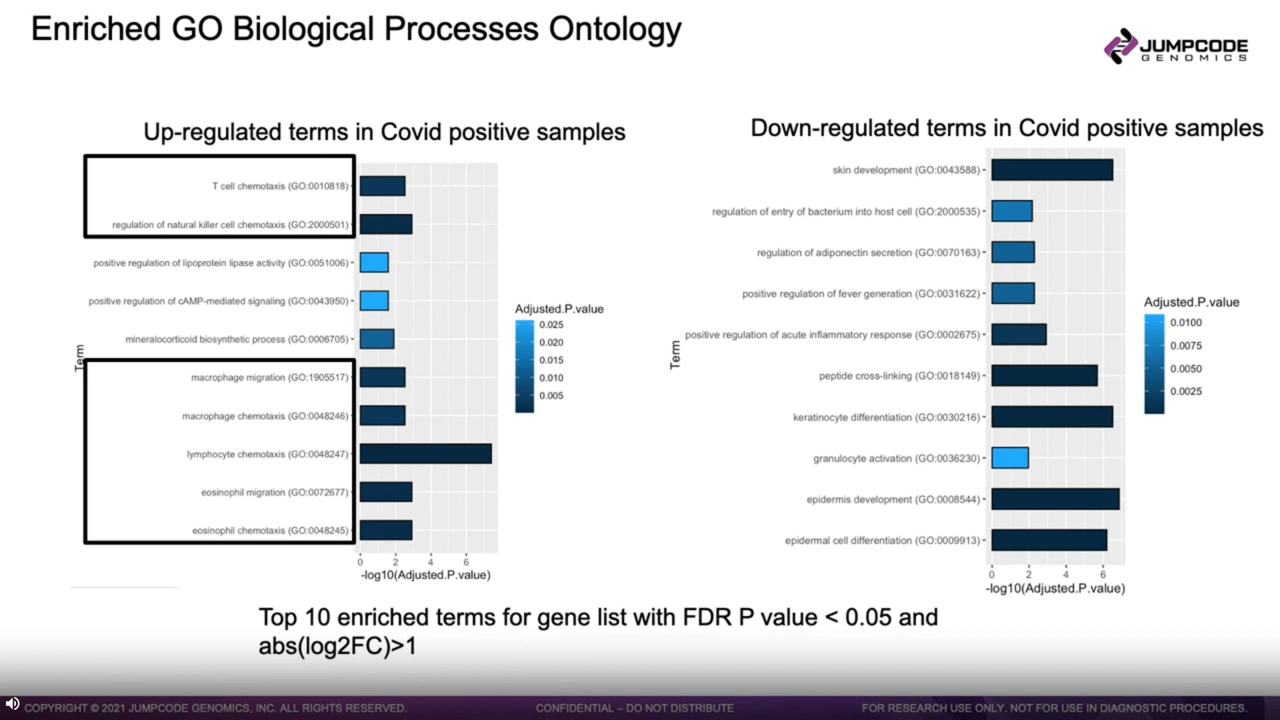 Enriched GO Biological Processes Ontology
JUMPCODE
GENOMICS
Up-regulated terms in Covid positive samples
T cell chemotaxis (GO:0010818)
regulation of natural killer cell chemotaxis (GO:2000501)
positive regulation of lipoprotein lipase activity (GO:0051006)
positive regulation of cAMP-mediated signaling (GO:0043950)
mineralocorticoid biosynthetic process (GO:0006705)
macrophage migration (GO:1905517)
macrophage chemotaxis (GO:0048246)
lymphocyte chemotaxis (GO:0048247)
eosinophil migration (GO:0072677)
eosinophil chemotaxis (GO:0048245)
Term
0 2 4 6
-log10(Adjusted.P.value)
Adjusted.P.value
0.025
0.020
0.015
0.010
0.005
Down-regulated terms in Covid positive samples
skin development (GO:0043588)
regulation of entry of bacterium into host cell (GO:2000535)
regulation of adiponectin secretion (GO:0070163)
positive regulation of fever generation (GO:0031622)
positive regulation of acute inflammatory response (GO:0002675)
peptide cross-linking (GO:0018149)
keratinocyte differentiation (GO:0030216)
granulocyte activation (GO:0036230)
epidermis development (GO:0008544)
epidermal cell differentiation (GO:0009913)
Term
0 2 4 6
-log10(Adjusted.P.value)
Adjusted.P.value
0.0100
0.0075
0.0050
0.0025
Top 10 enriched terms for gene list with FDR P value < 0.05 and
abs(log2FC)>1
COPYRIGHT © 2021 JUMPCODE GENOMICS, INC. ALL RIGHTS RESERVED.
CONFIDENTIAL – DO NOT DISTRIBUTE
FOR RESEARCH USE ONLY. NOT FOR USE IN DIAGNOSTIC PROCEDURES.